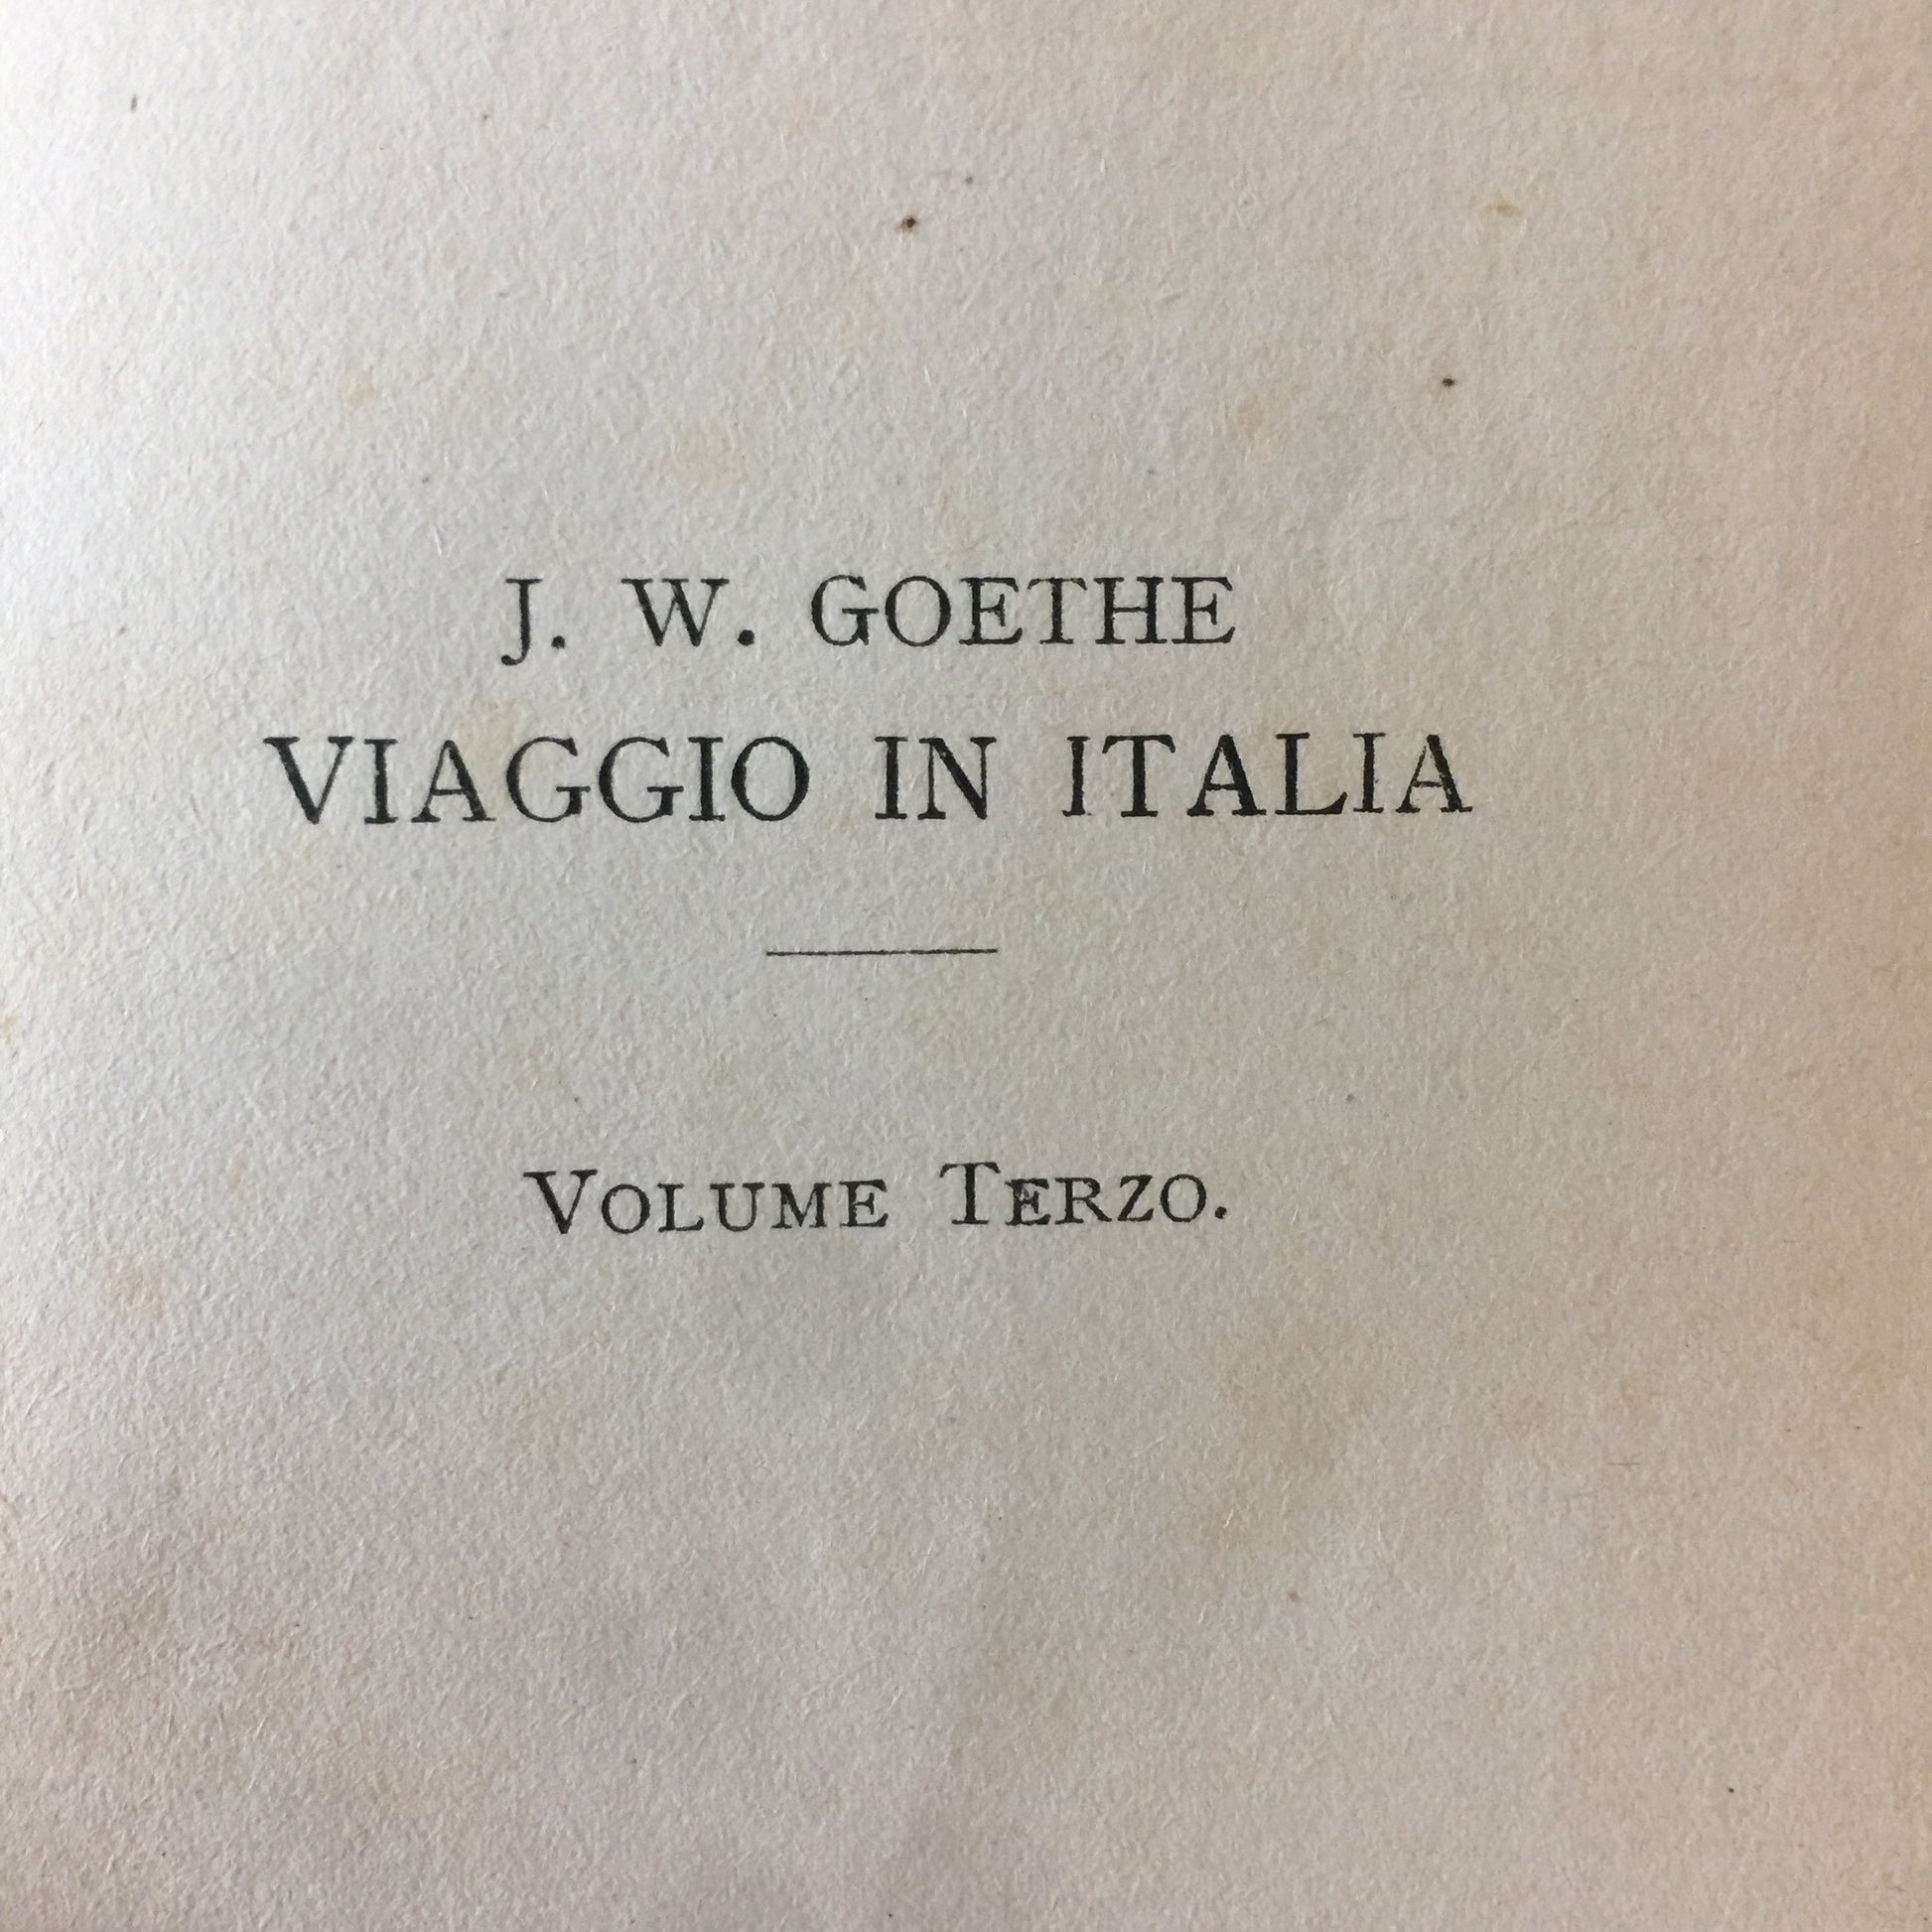 J. W. GOETHE
VIAGGIO IN ITALIA
VOLUME TERZO.